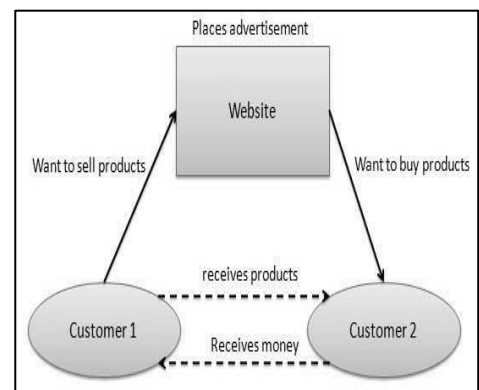 Places advertisement
Website
Want to sell products
Want to buy products
receives products
Customer 1
Customer 2
Receives money